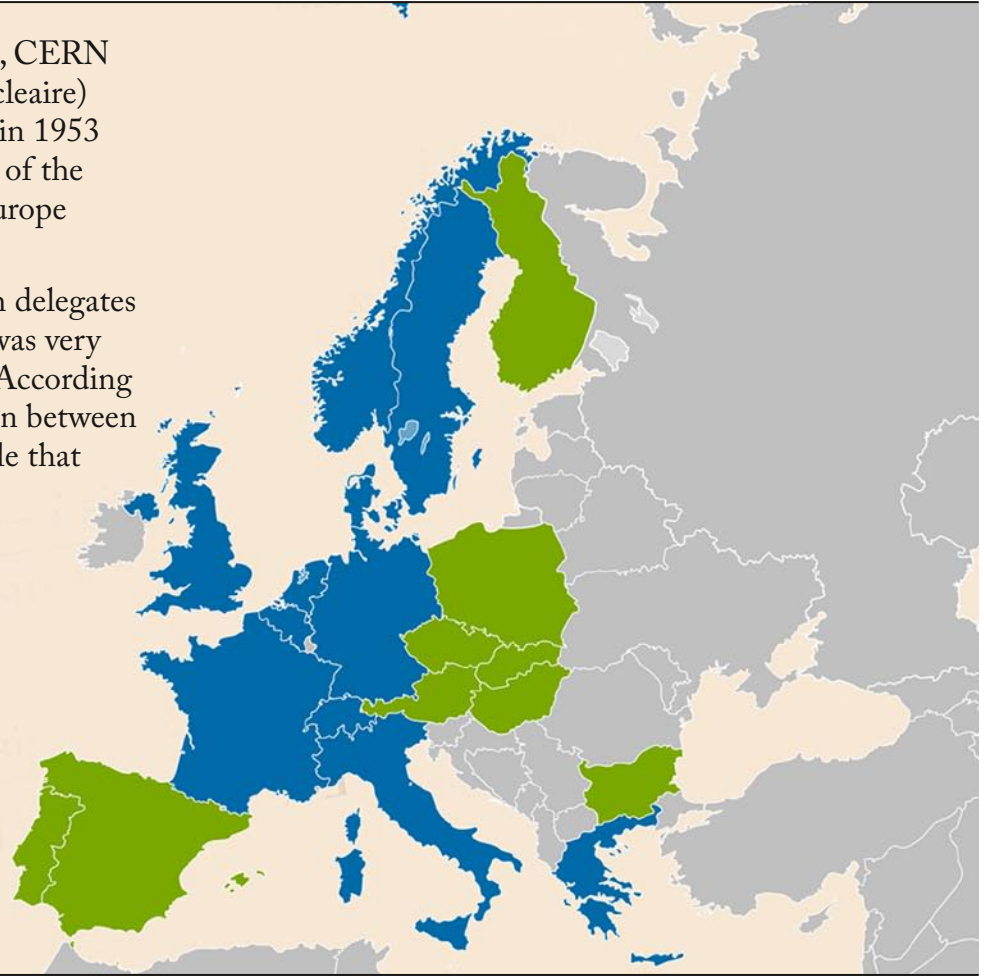 , CERN
cleaire)
in 1953
of the
urope
n delegates
was very
According
n between
le that